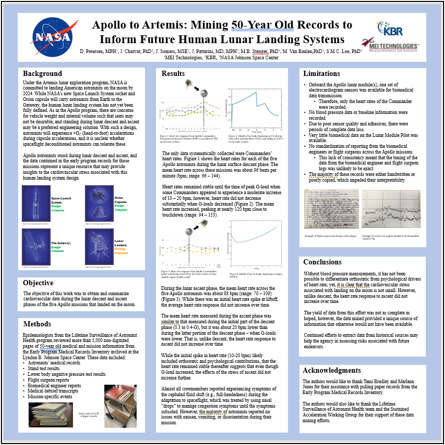 Apollo to Artemis: Mining 50-Year Old Records to
Inform Future Human Lunar Landing Systems
NASA
KBR
MEI TECHNOLOGIES
¹MEI Technologies, ²KBR, ³NASA Johnson Space Center
Background
Under the Artemis lunar exploration program, NASA is
committed to landing American astronauts on the moon by
2024. While NASA's new Space Launch System rocket and
Orion capsule will carry astronauts from Earth to the
Gateway, the human lunar landing system has not yet been
fully defined. As in the Apollo program, there are concerns
for vehicle weight and internal volume such that seats may
not be desirable, and standing during lunar descent and ascent
may be a preferred engineering solution. With such a design,
astronauts will experience +Gz (head-to-foot) accelerations
during capsule accelerations, and it is unclear whether
spaceflight deconditioned astronauts can tolerate these
Apollo astronauts stood during lunar descent and ascent, and
the data contained in the early program records for those
missions represent a unique resource that may provide
insights to the cardiovascular stress associated with this
human landing system design.
Objective
The objective of this work was to obtain and summarize
cardiovascular data during the lunar descent and ascent
phases of the five Apollo missions that landed on the moon.
Methods
Epidemiologists from the Lifetime Surveillance of Astronaut
Health program reviewed more than 3,000 non-digitized
pages of 50-year old medical and mission information from
the Early Program Medical Records Inventory archived at the
Lyndon B. Johnson Space Center. These data included:
• Astronauts' medical records
• Stand test results
• Lower body negative pressure test results
• Flight surgeon reports
• Biomedical engineer reports
• Medical debrief transcripts
• Mission-specific events
Results
The only data systematically collected were Commanders'
heart rates. Figure 1 shows the heart rates for each of the five
Apollo astronauts during the lunar surface descent phase. The
mean heart rate across these missions was about 96 beats per
minute (bpm, range: 66 – 144).
Heart rates remained stable until the time of peak G-load when
some Commanders appeared to experience a moderate increase
of 10 – 20 bpm; however, heart rate did not decrease
substantially when G-loads decreased (Figure 2). The mean
heart rate increased, peaking at nearly 120 bpm close to
touchdown (range: 94 – 155).
During the lunar ascent phase, the mean heart rate across the
five Apollo astronauts was about 88 bpm (range: 70 – 109)
(Figure 3). While there was an initial heart rate spike at liftoff,
the average heart rate response did not increase over time.
The mean heart rate measured during the ascent phase was
similar to that measured during the initial part of the descent
phase (0.3 to 0.4-G), but it was about 20 bpm lower than
during the latter portion of the descent phase – when G-loads
were lower. That is, unlike descent, the heart rate response to
ascent did not increase over time.
While the initial spike in heart rate (10-20 bpm) likely
included orthostatic and psychological contributions, that the
heart rate remained stable thereafter suggests that even though
G-load increased, the effects of the stress of ascent did not
increase further.
Almost all crewmembers reported experiencing symptoms of
the cephalad fluid shift (e.g., full-headedness) during the
adaptation to spaceflight, which was treated by using nasal
"drops" to manage congestion symptoms until the symptoms
subsided. However, the majority of astronauts reported no
issues with nausea, vomiting, or disorientation during their
mission.
Limitations
• Onboard the Apollo lunar module(s), one set of
electrocardiogram sensors was available for biomedical
data transmission.
• Therefore, only the heart rates of the Commander
were recorded.
• No blood pressure data or baseline information were
recorded.
• Due to poor sensor quality and adhesion, there were
periods of complete data loss.
• Very little biomedical data on the Lunar Module Pilot was
available.
• No standardization of reporting from the biomedical
engineers or flight surgeons across the Apollo missions.
• This lack of consistency meant that the timing of the
data from the biomedical engineer and flight surgeon
logs was unlikely to be exact.
• The majority of these records were either handwritten or
poorly copied, which impeded their interpretability.
Conclusions
Without blood pressure measurements, it has not been
possible to differentiate orthostatic from psychological drivers
of heart rate, yet, it is clear that the cardiovascular stress
associated with landing on the moon is not small. However,
unlike descent, the heart rate response to ascent did not
increase over time.
The yield of data from this effort was not as complete as
hoped; however, the data mined provided a unique source of
information that otherwise would not have been available.
Continued efforts to extract data from historical sources may
help the agency in assessing risks associated with future
endeavors.
Acknowledgments
The authors would like to thank Tania Bradley and Mariana
Jones for their assistance with pulling paper records from the
Early Program Medical Records Inventory.
The authors would also like to thank the Lifetime
Surveillance of Astronaut Health team and the Sustained
Acceleration Working Group for their support of these data
mining efforts.